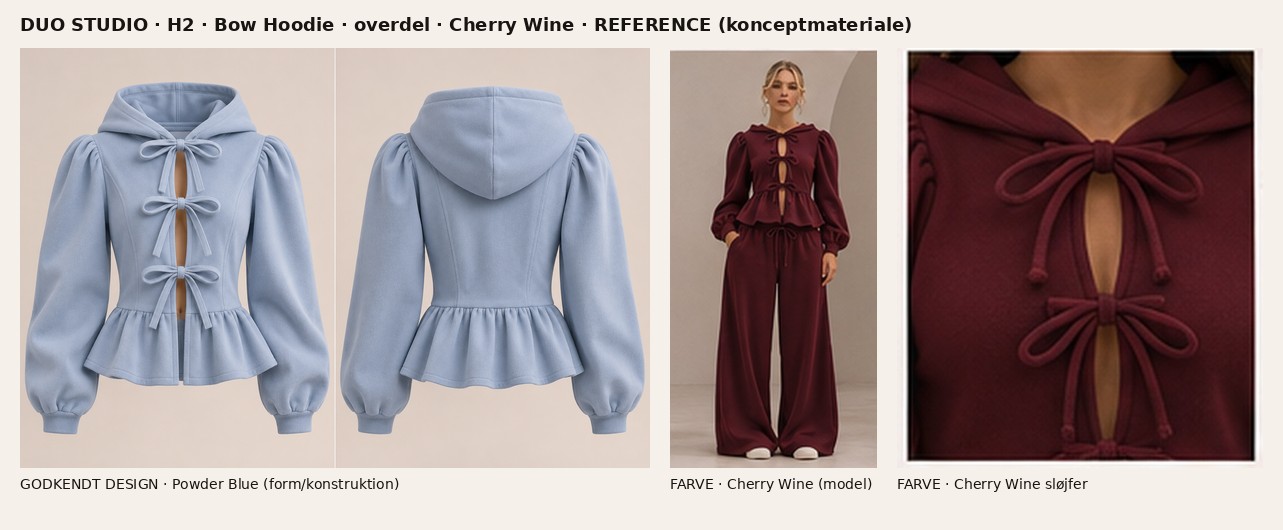 DUO STUDIO · H2 · Bow Hoodie · overdel · Cherry Wine · REFERENCE (konceptmateriale)
GODKENDT DESIGN · Powder Blue (form/konstruktion)
FARVE · Cherry Wine (model)
FARVE · Cherry Wine sløjfer